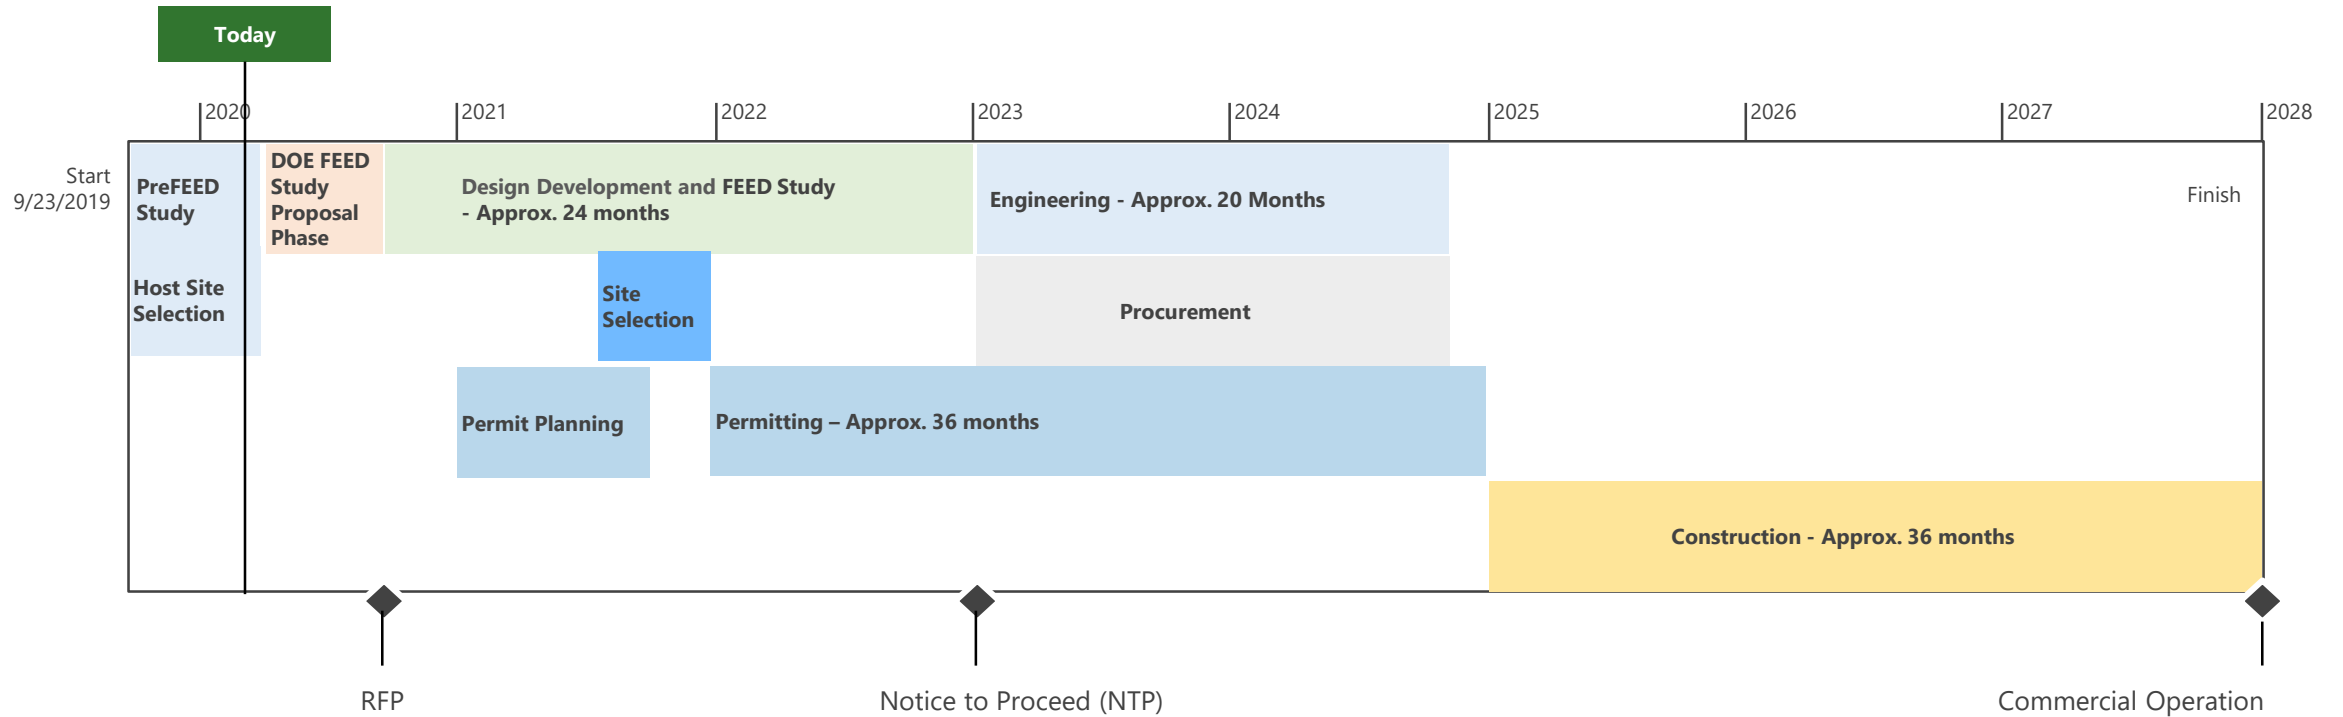 Today
2020
2021
2022
2023
2024
2025
2026
2027
2028
Start
9/23/2019
PreFEED
Study
DOE FEED
Study
Proposal
Phase
Design Development and FEED Study
- Approx. 24 months
Engineering - Approx. 20 Months
Finish
Host Site
Selection
Site
Selection
Procurement
Permit Planning
Permitting – Approx. 36 months
Construction - Approx. 36 months
RFP
Notice to Proceed (NTP)
Commercial Operation